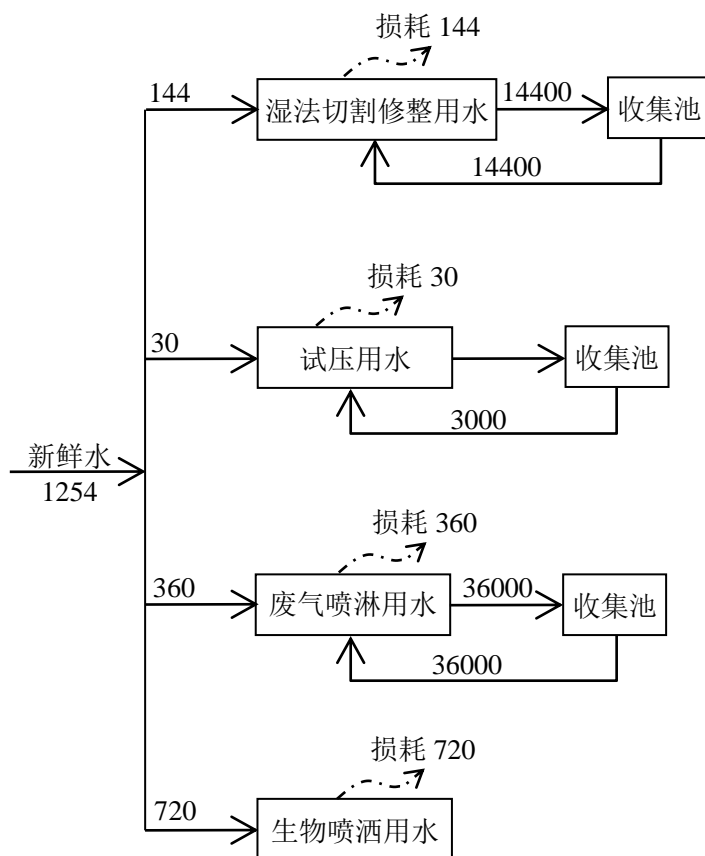 损耗 144
144
湿法切割修整用水
14400
收集池
14400
损耗 30
30
试压用水
收集池
3000
新鲜水
1254
损耗 360
360
废气喷淋用水
36000
收集池
36000
损耗 720
720
生物喷洒用水